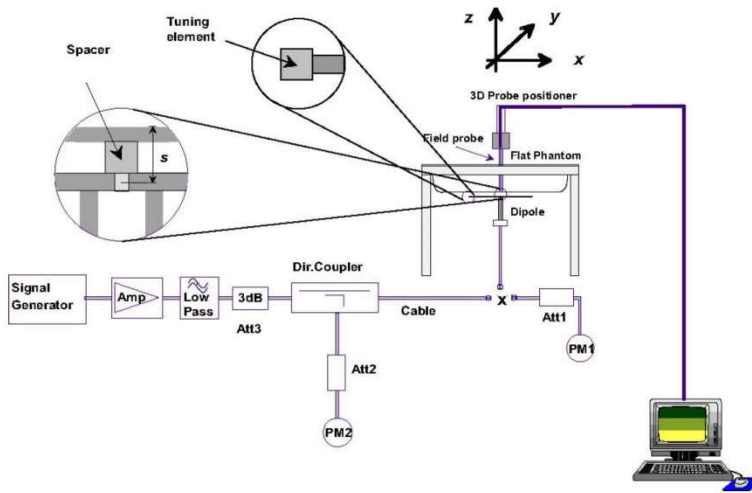 Tuning
element
Spacer
s
z
y
x
3D Probe positioner
Field probe
Flat Phantom
Dipole
Dir.Coupler
Signal
Generator
Amp
Low
Pass
3dB
Att3
Cable
x
Att1
PM1
Att2
PM2